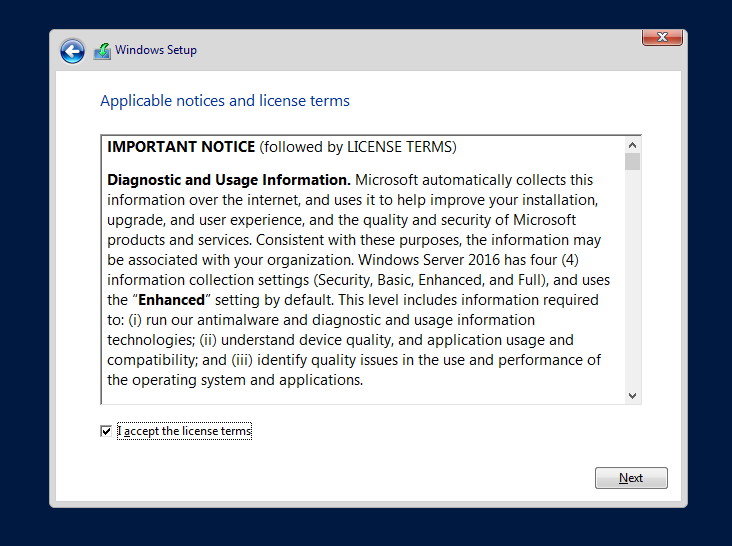 Windows Setup
Applicable notices and license terms
IMPORTANT NOTICE (followed by LICENSE TERMS)
Diagnostic and Usage Information. Microsoft automatically collects this
information over the internet, and uses it to help improve your installation,
upgrade, and user experience, and the quality and security of Microsoft
products and services. Consistent with these purposes, the information may
be associated with your organization. Windows Server 2016 has four (4)
information collection settings (Security, Basic, Enhanced, and Full), and uses
the “Enhanced” setting by default. This level includes information required
to: (i) run our antimalware and diagnostic and usage information
technologies; (ii) understand device quality, and application usage and
compatibility; and (iii) identify quality issues in the use and performance of
the operating system and applications.
I accept the license terms
Next